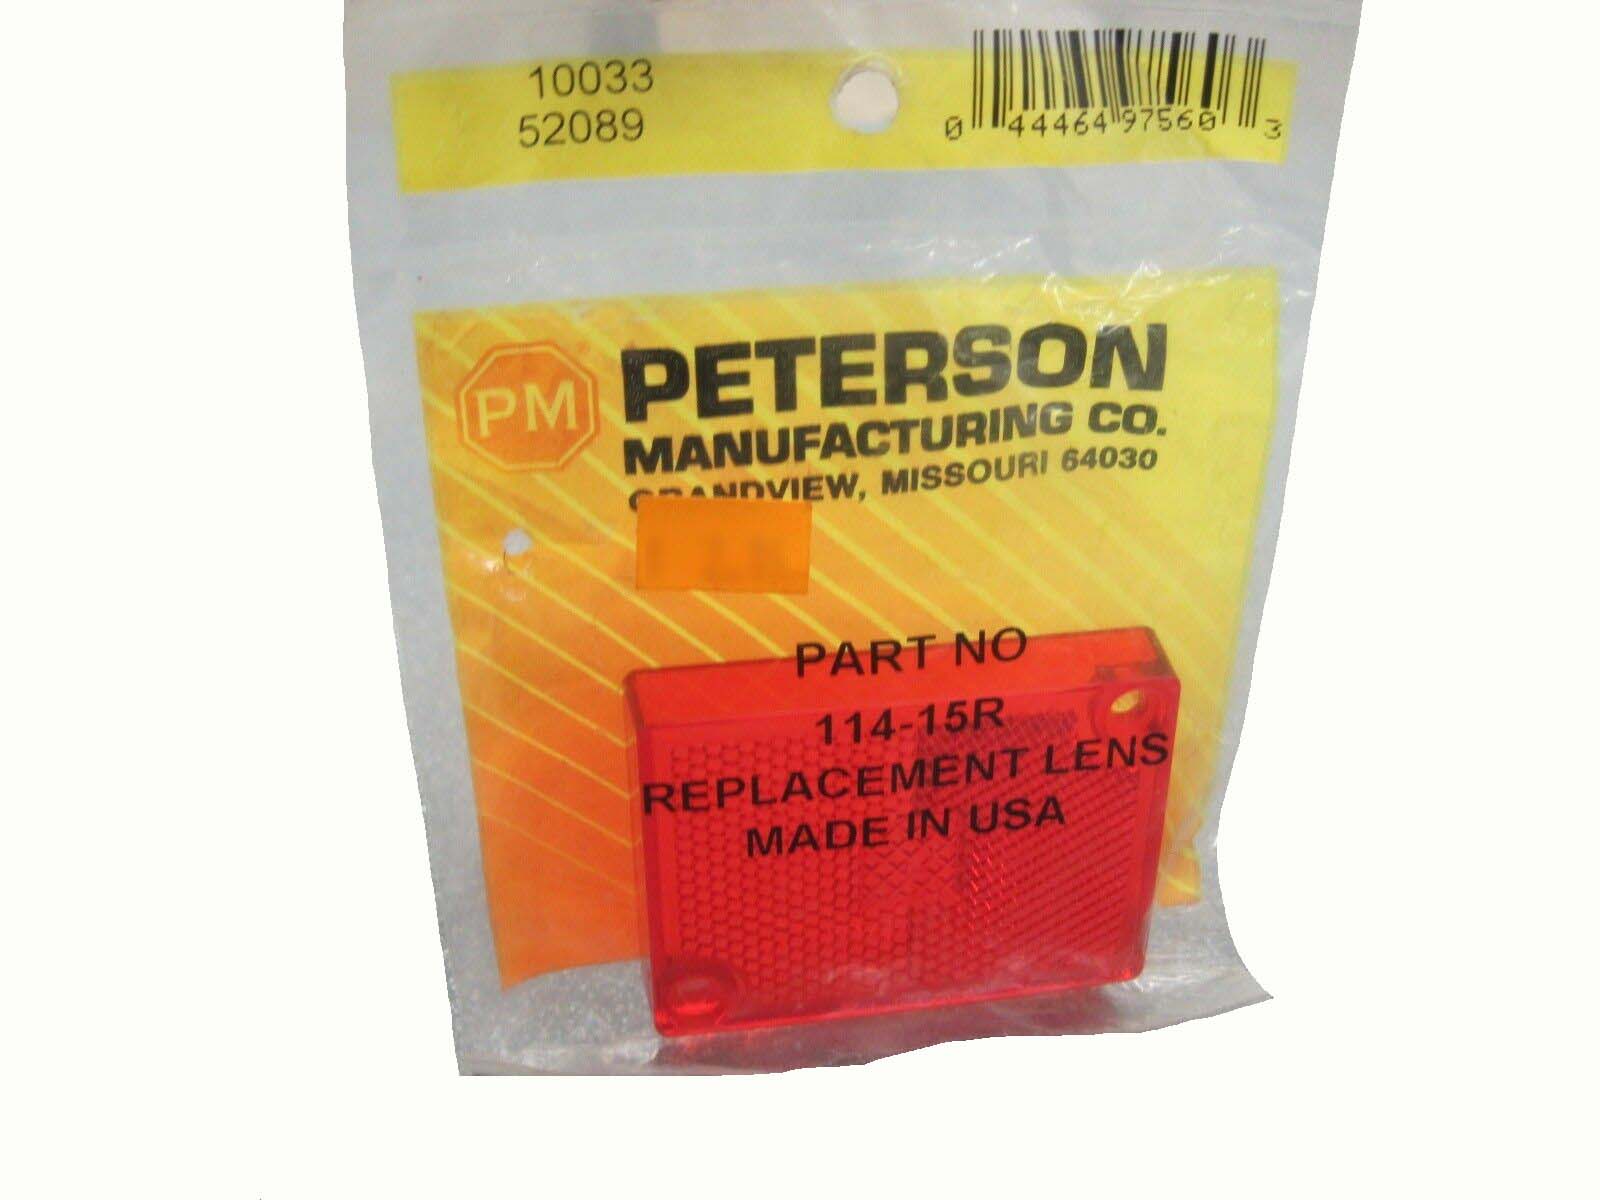 10033
52089
0 44464 97560 3
PM
PETERSON
MANUFACTURING CO.
GRANDVIEW, MISSOURI 64030
PART NO
114-15R
REPLACEMENT LENS
MADE IN USA